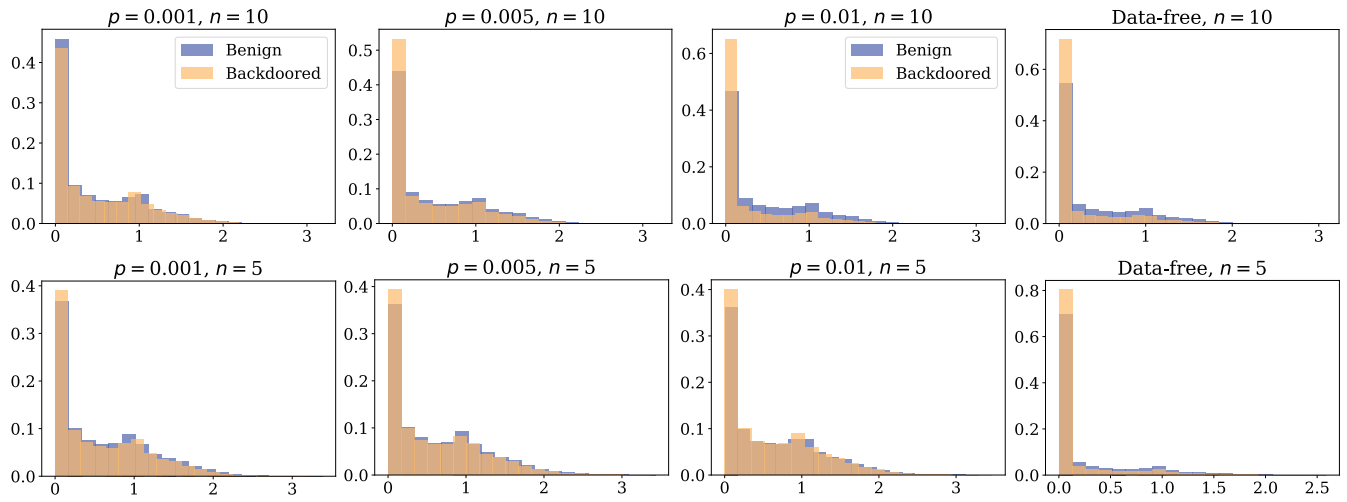 p = 0.001, n = 10
0.4
0.3
0.2
0.1
0.0
0 1 2 3
Benign
Backdoored
p = 0.005, n = 10
0.5
0.4
0.3
0.2
0.1
0.0
0 1 2 3
p = 0.01, n = 10
0.6
0.4
0.2
0.0
0 1 2 3
Benign
Backdoored
Data-free, n = 10
0.6
0.4
0.2
0.0
0 1 2 3
p = 0.001, n = 5
0.4
0.3
0.2
0.1
0.0
0 1 2 3
p = 0.005, n = 5
0.4
0.3
0.2
0.1
0.0
0 1 2 3
p = 0.01, n = 5
0.4
0.3
0.2
0.1
0.0
0 1 2 3
Data-free, n = 5
0.8
0.6
0.4
0.2
0.0
0.0 0.5 1.0 1.5 2.0 2.5